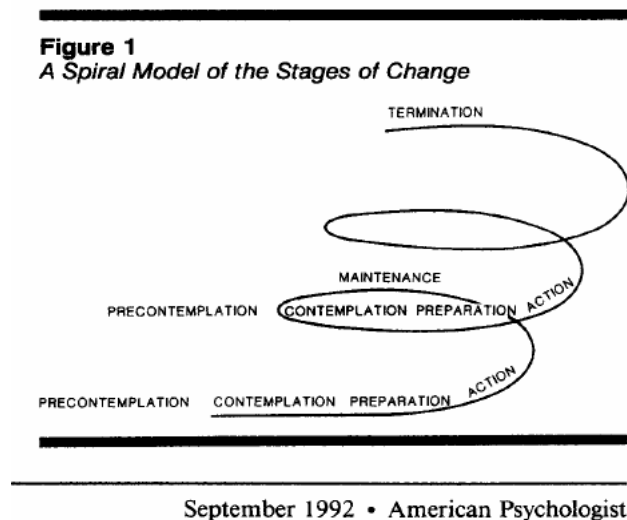 Figure 1
A Spiral Model of the Stages of Change
TERMINATION
MAINTENANCE
PRECONTEMPLATION CONTEMPLATION PREPARATION ACTION
PRECONTEMPLATION CONTEMPLATION PREPARATION ACTION
September 1992 • American Psychologist